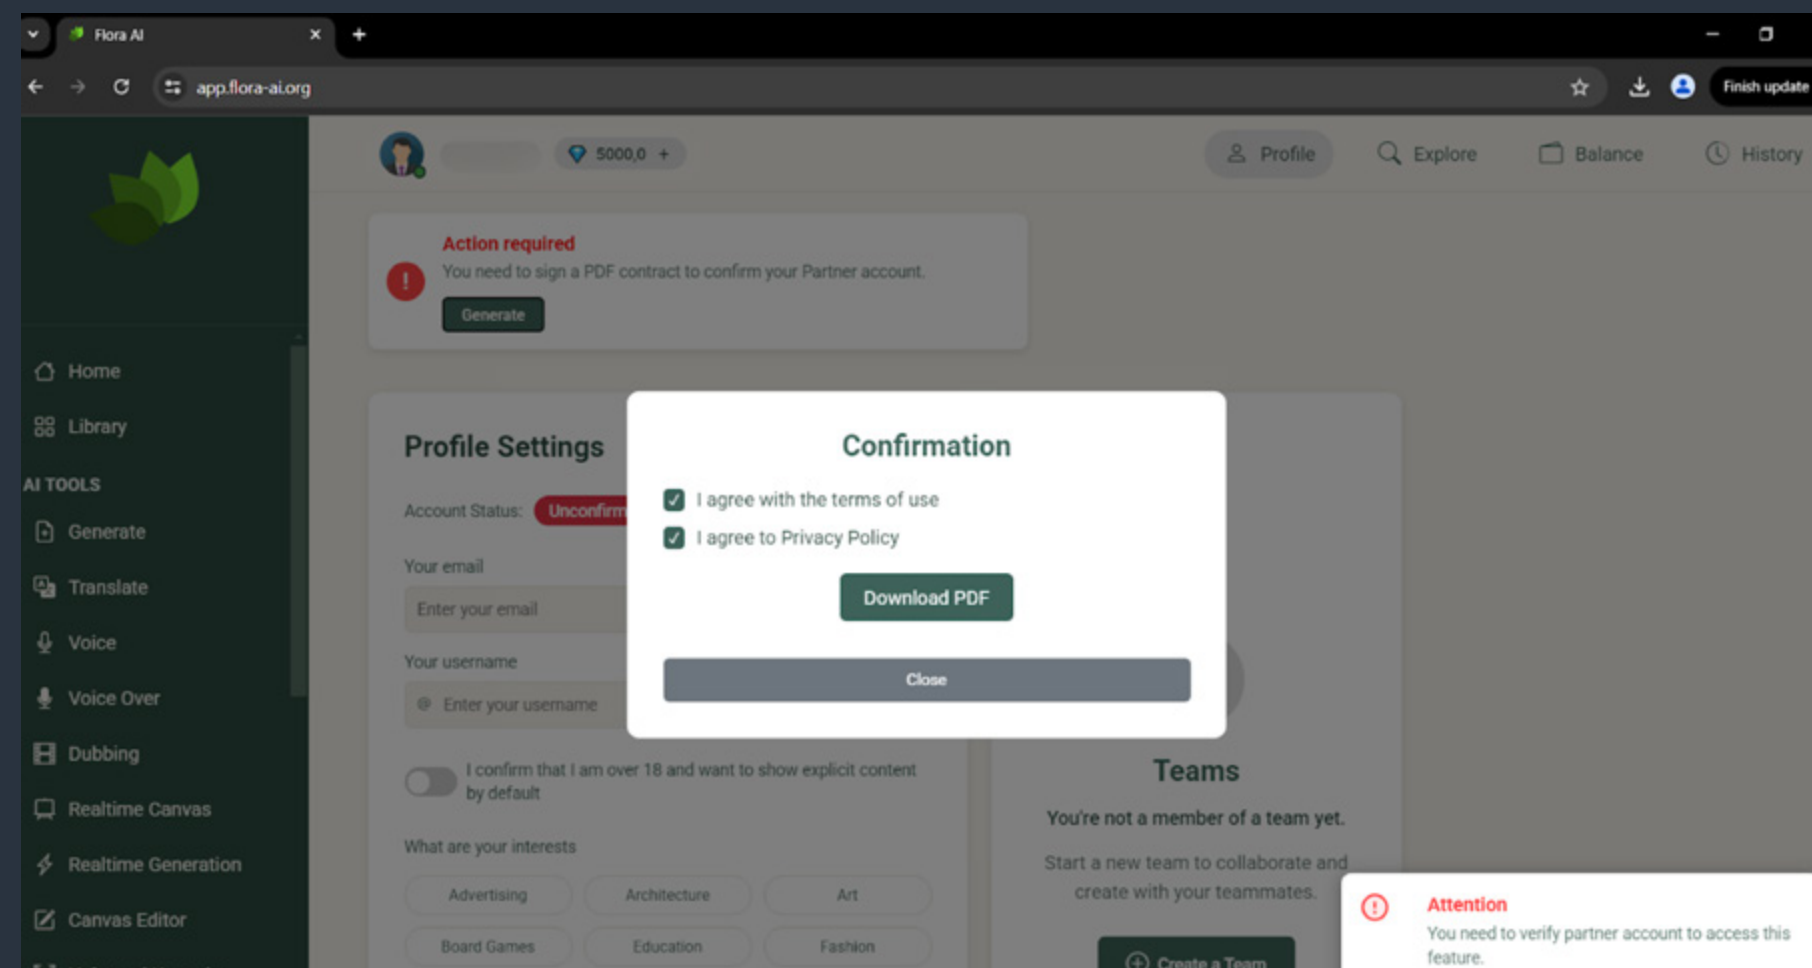 Flora AI
app.flora-ai.org
Finish update
5000,0 +
Profile
Explore
Balance
History
Action required
You need to sign a PDF contract to confirm your Partner account.
Generate
Home
Library
AI TOOLS
Generate
Translate
Voice
Voice Over
Dubbing
Realtime Canvas
Realtime Generation
Canvas Editor
Profile Settings
Account Status: Unconfirm
Your email
Enter your email
Your username
@ Enter your username
I confirm that I am over 18 and want to show explicit content
by default
What are your interests
Advertising
Architecture
Art
Board Games
Education
Fashion
Confirmation
I agree with the terms of use
I agree to Privacy Policy
Download PDF
Close
Teams
You're not a member of a team yet.
Start a new team to collaborate and
create with your teammates.
Create a Team
Attention
You need to verify partner account to access this
feature.